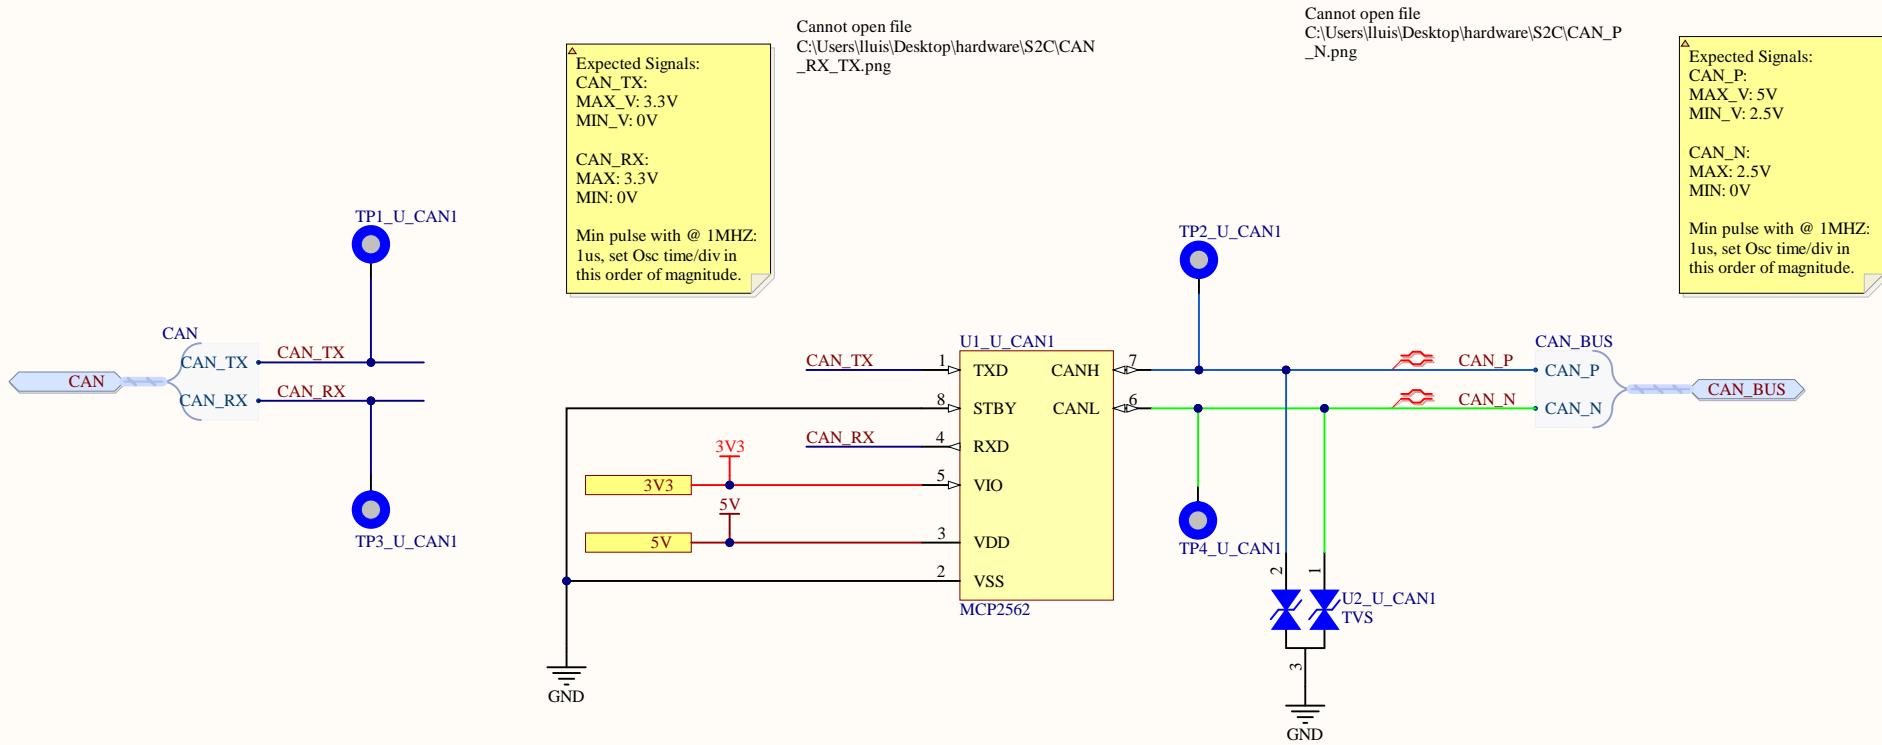 Cannot open file
C:\Users\lluis\Desktop\hardware\S2C\CAN
_RX_TX.png
Cannot open file
C:\Users\lluis\Desktop\hardware\S2C\CAN_P
_N.png
Expected Signals:
CAN_TX:
MAX_V: 3.3V
MIN_V: 0V
CAN_RX:
MAX: 3.3V
MIN: 0V
Min pulse with @ 1MHZ:
1us, set Osc time/div in
this order of magnitude.
Expected Signals:
CAN_P:
MAX_V: 5V
MIN_V: 2.5V
CAN_N:
MAX: 2.5V
MIN: 0V
Min pulse with @ 1MHZ:
1us, set Osc time/div in
this order of magnitude.
TP1_U_CAN1
CAN
CAN_TX
CAN_TX
CAN
CAN_RX
CAN_RX
TP3_U_CAN1
U1_U_CAN1
CAN_TX
1
TXD
8
STBY
CAN_RX
4
RXD
3V3
3V3
5
VIO
5V
5V
3
VDD
2
VSS
CANH
7
CANL
6
MCP2562
GND
TP2_U_CAN1
TP4_U_CAN1
CAN_P
CAN_N
CAN_BUS
CAN_P
CAN_N
CAN_BUS
2
1
U2_U_CAN1
TVS
3
GND